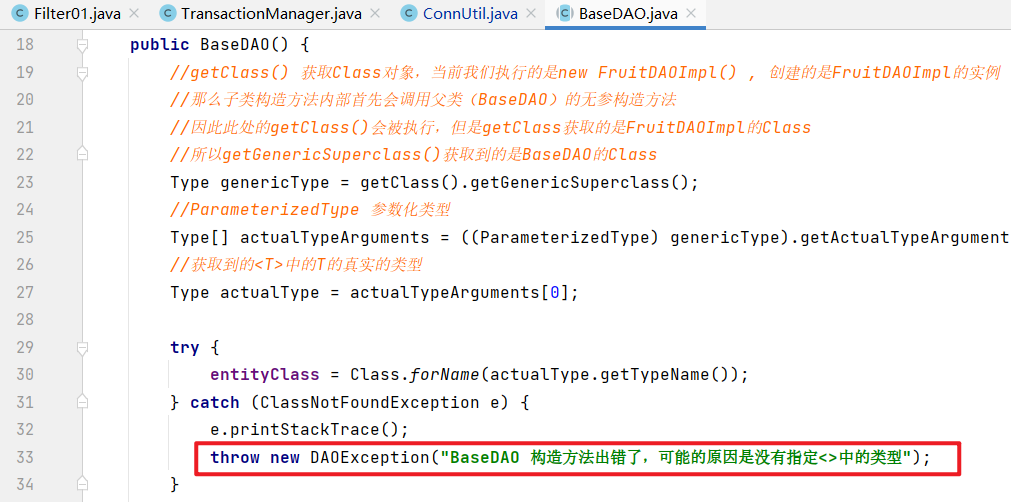 Filter01.java × TransactionManager.java × ConnUtil.java × BaseDAO.java ×
18 public BaseDAO() {
19 //getClass() 获取Class对象，当前我们执行的是new FruitDAOImpl() , 创建的是FruitDAOImpl的实例
20 //那么子类构造方法内部首先会调用父类（BaseDAO）的无参构造方法
21 //因此此处的getClass()会被执行，但是getClass获取的是FruitDAOImpl的Class
22 //所以getGenericSuperclass()获取到的是BaseDAO的Class
23 Type genericType = getClass().getGenericSuperclass();
24 //ParameterizedType 参数化类型
25 Type[] actualTypeArguments = ((ParameterizedType) genericType).getActualTypeArgument
26 //获取到的<T>中的T的真实的类型
27 Type actualType = actualTypeArguments[0];
28
29 try {
30 entityClass = Class.forName(actualType.getTypeName());
31 } catch (ClassNotFoundException e) {
32 e.printStackTrace();
33 throw new DAOException("BaseDAO 构造方法出错了，可能的原因是没有指定<>中的类型");
34 }